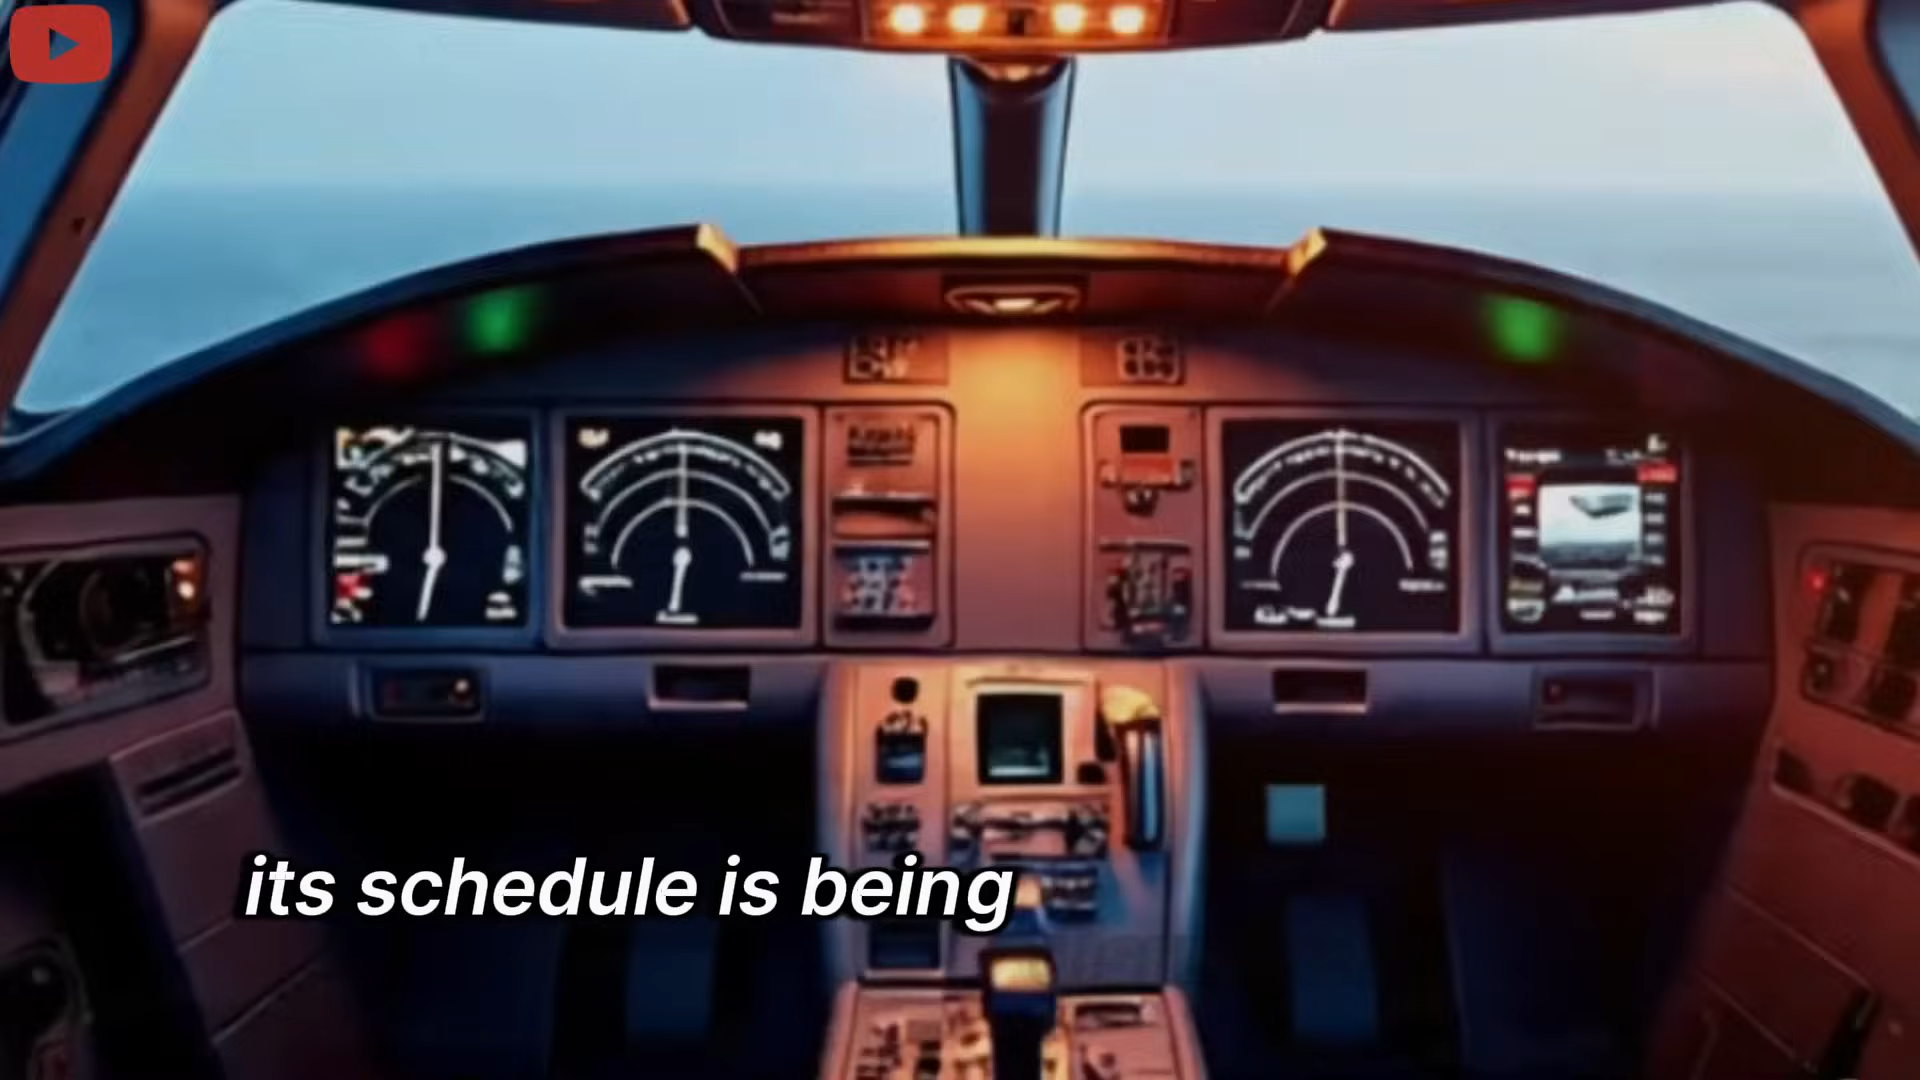 its schedule is being